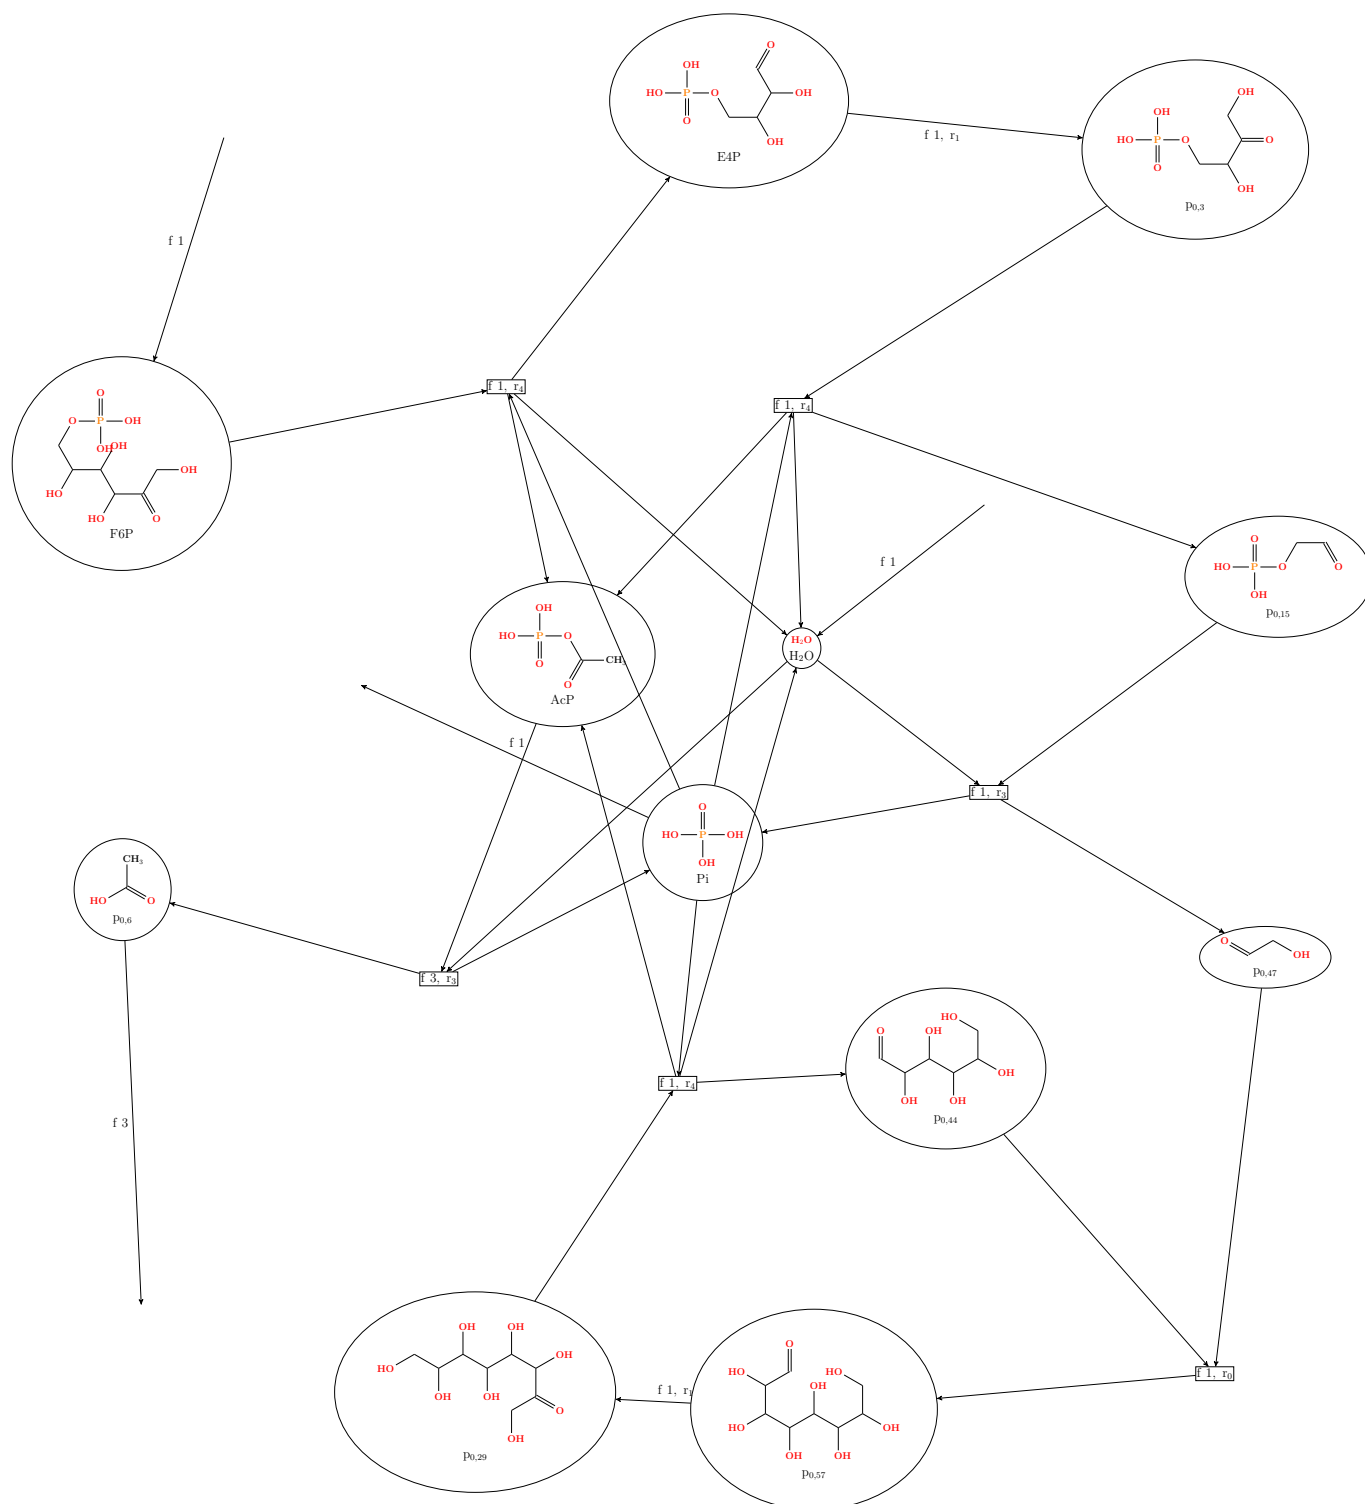 O
OH
HO P O OH
O
OH
E4P
f 1, r₁
OH
OH
HO P O O
O
OH
p₀,₃
f 1
O
O P OH
OH
OH
OH
HO
HO O
F6P
f 1, r₄
f 1, r₄
f 1
O
HO P O O
OH
p₀,₁₅
OH
HO P O
O CH₃
O
AcP
H₂O
H₂O
f 1
f 1, r₃
O
HO P OH
OH
Pi
CH₃
HO O
p₀,₆
f 3, r₃
O
OH
p₀,₄₇
f 1, r₄
HO
O OH
OH
OH OH
p₀,₄₄
f 3
f 1, r₀
OH OH
OH
HO
OH OH
O
OH
p₀,₂₉
f 1, r₁
O
HO HO
OH
HO OH
OH OH
p₀,₅₇